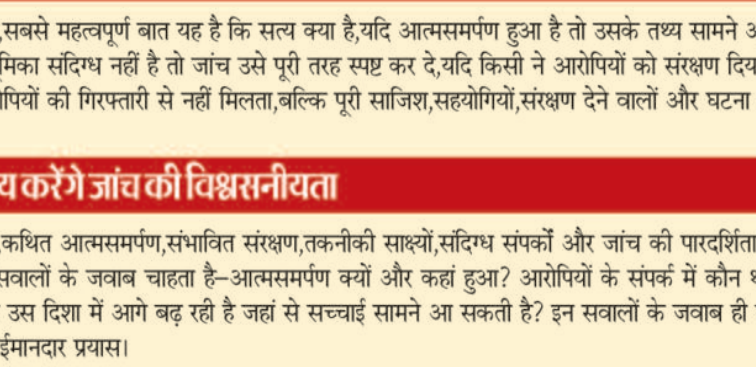 ,सबसे महत्वपूर्ण बात यह है कि सत्य क्या है,यदि आत्मसमर्पण हुआ है तो उसके तथ्य सामने
मिका संदिग्ध नहीं है तो जांच उसे पूरी तरह स्पष्ट कर दे,यदि किसी ने आरोपियों को संरक्षण दिय
पियों की गिरफ्तारी से नहीं मिलता,बल्कि पूरी साजिश,सहयोगियों,संरक्षण देने वालों और घटना
य करेंगे जांच की विश्वसनीयता
,कथित आत्मसमर्पण,संभावित संरक्षण,तकनीकी साक्ष्यों,संदिग्ध संपर्कों और जांच की पारदर्शिता
सवालों के जवाब चाहता है–आत्मसमर्पण क्यों और कहां हुआ? आरोपियों के संपर्क में कौन
उस दिशा में आगे बढ़ रही है जहां से सच्चाई सामने आ सकती है? इन सवालों के जवाब ही
ईमानदार प्रयास।